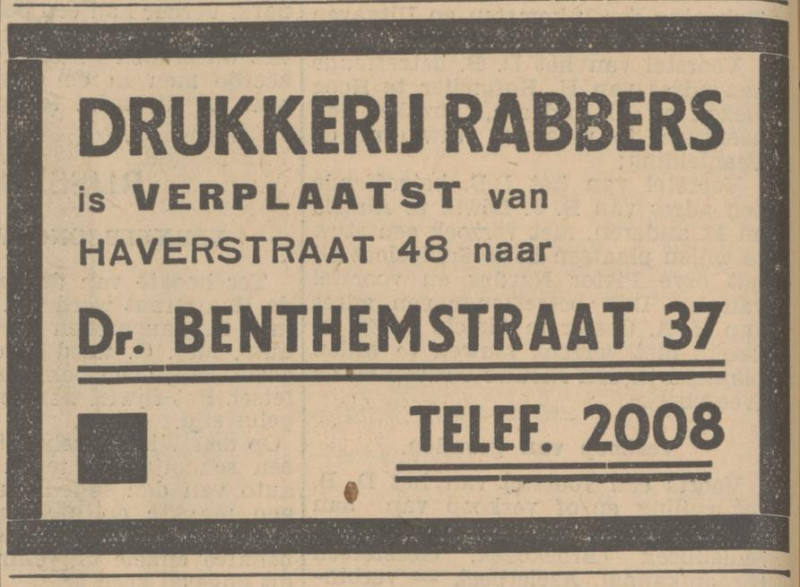 DRUKKERIJ RABBERS
is VERPLAATST van
HAVERSTRAAT 48 naar
Dr. BENTHEMSTRAAT 37
TELEF. 2008